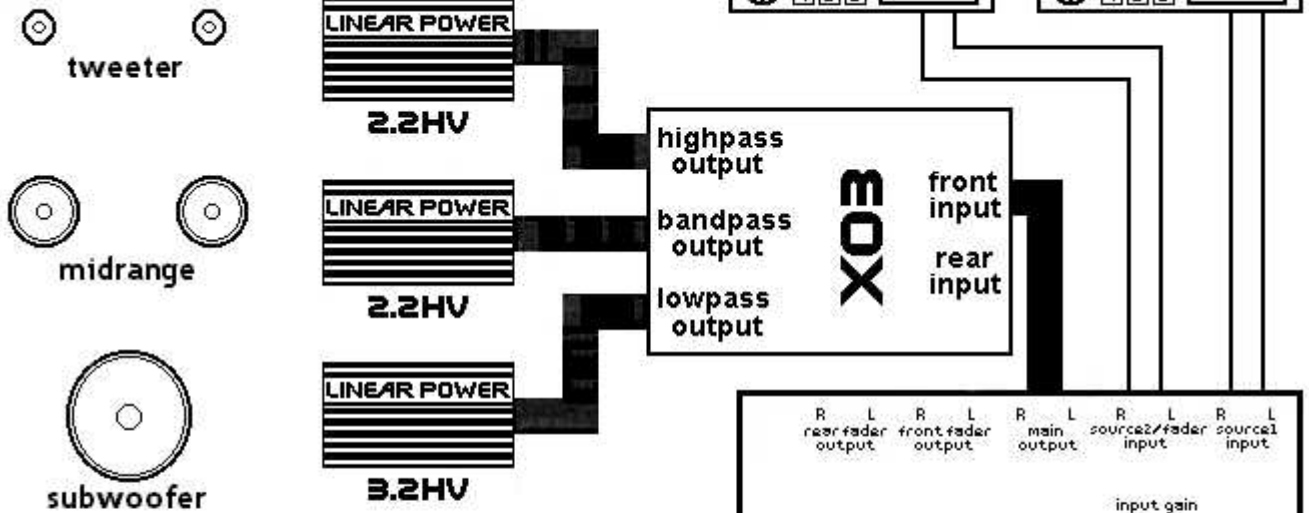 tweeter
LINEAR POWER
2.2HV
midrange
LINEAR POWER
2.2HV
subwoofer
LINEAR POWER
3.2HV
highpass
output
bandpass
output
lowpass
output
XO3
front
input
rear
input
R L
rear fader
output
R L
front fader
output
R L
main
output
R L
source2/fader
input
R L
source1
input
input gain